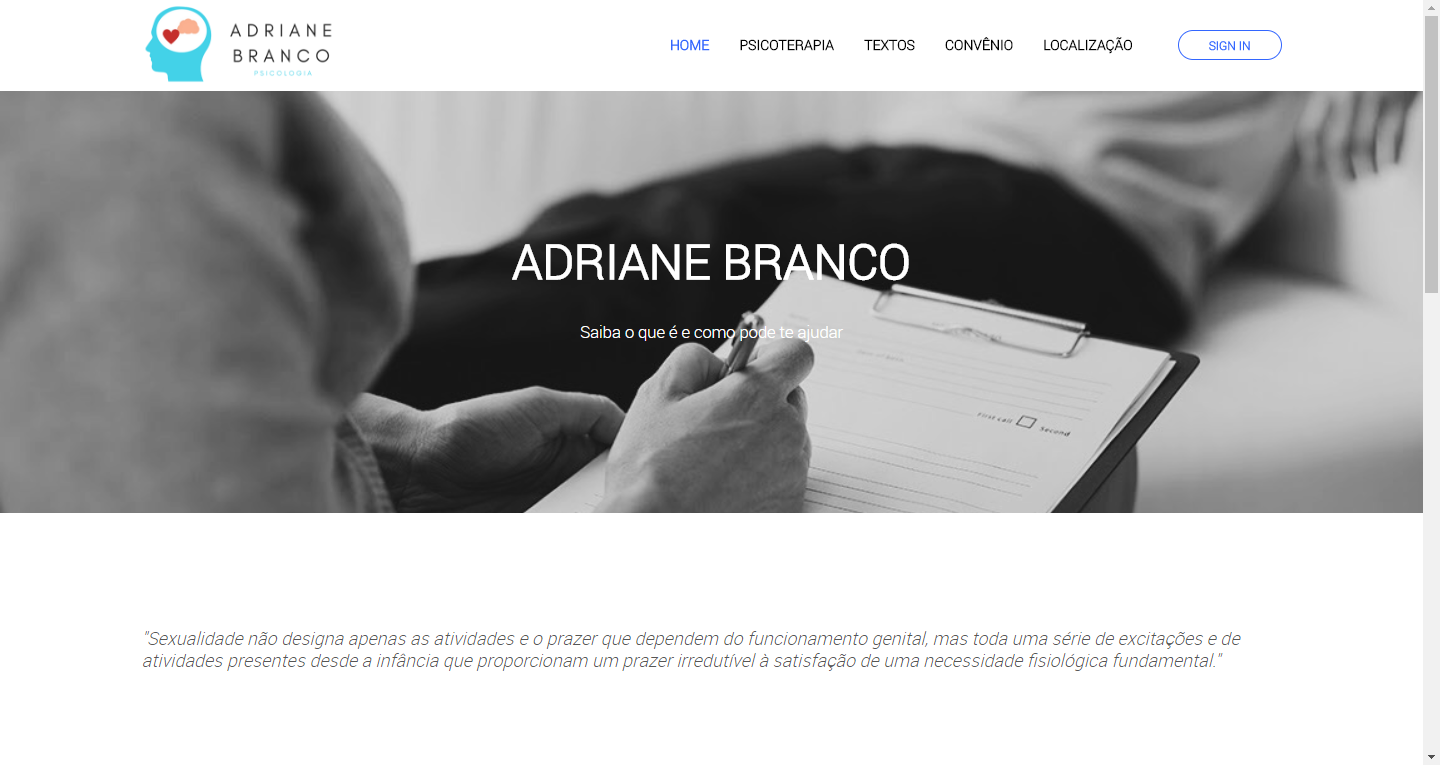 ADRIANE
BRANCO
PSICOLOGIA
HOME PSICOTERAPIA TEXTOS CONVÊNIO LOCALIZAÇÃO SIGN IN
ADRIANE BRANCO
Saiba o que é e como pode te ajudar
First call Second
"Sexualidade não designa apenas as atividades e o prazer que dependem do funcionamento genital, mas toda uma série de excitações e de
atividades presentes desde a infância que proporcionam um prazer irredutível à satisfação de uma necessidade fisiológica fundamental."